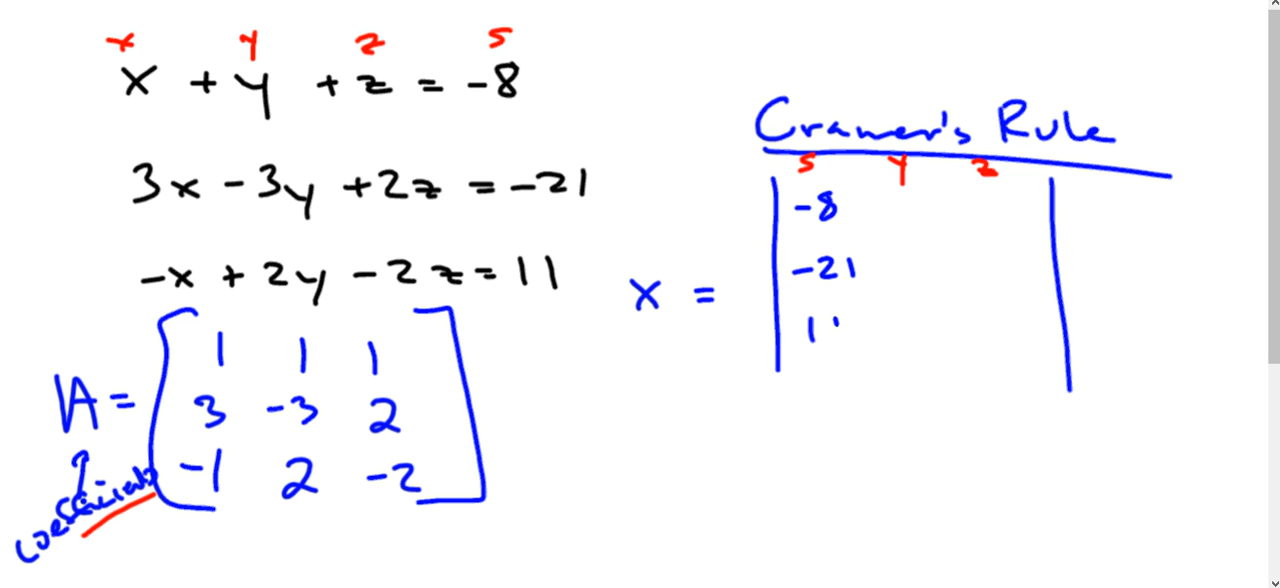 x y z s
x + y + z = -8
3x - 3y + 2z = -21
-x + 2y - 2z = 11
A =
1 1 1
3 -3 2
-1 2 -2
coefficients
Cramer's Rule
s y z
x =
-8
-21
11